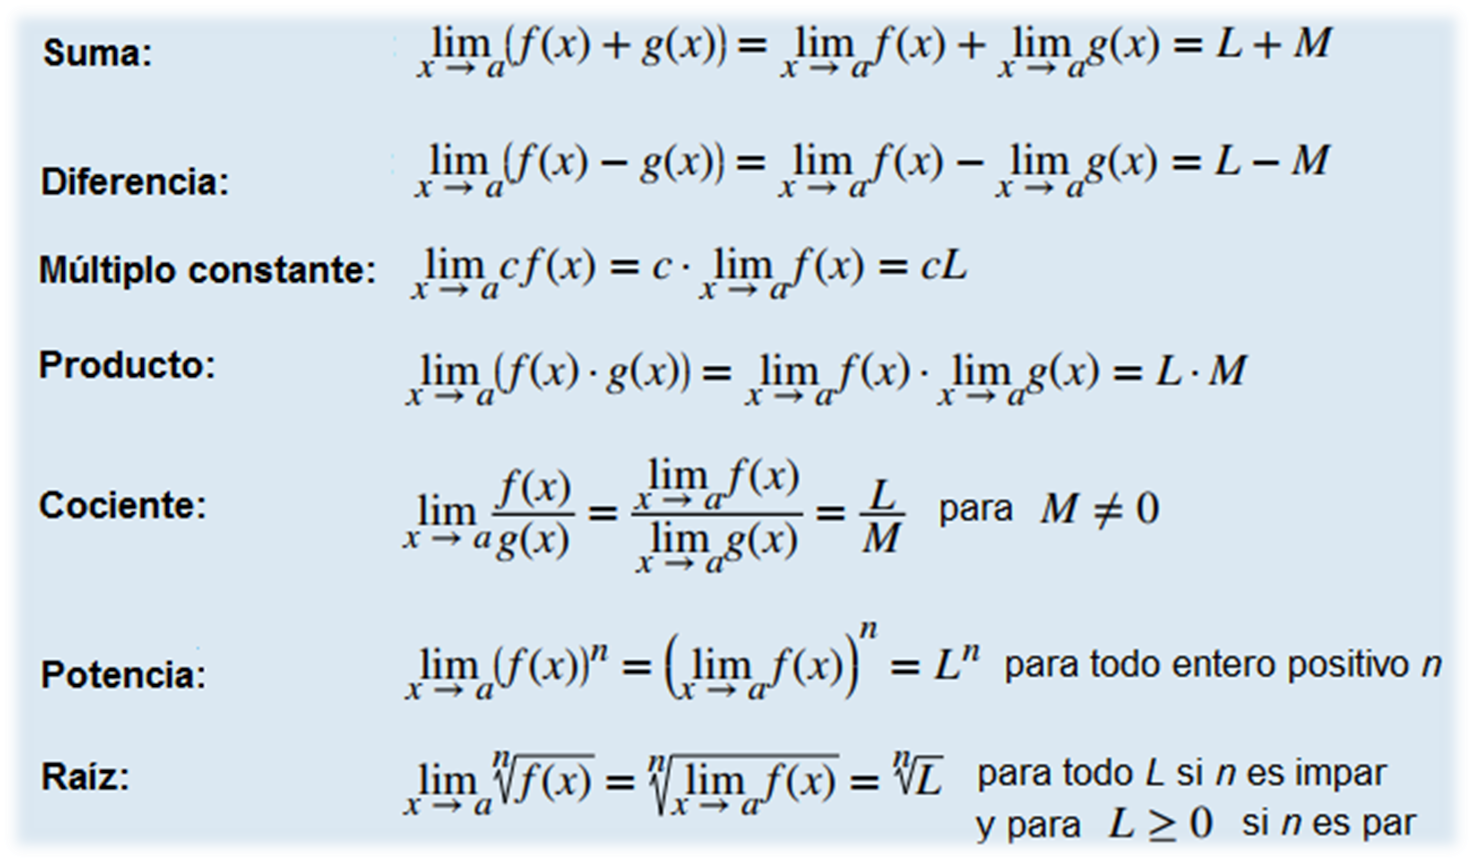 Suma: lim x → a (f(x) + g(x)) = lim x → a f(x) + lim x → a g(x) = L + M
Diferencia: lim x → a (f(x) − g(x)) = lim x → a f(x) − lim x → a g(x) = L − M
Múltiplo constante: lim x → a cf(x) = c · lim x → a f(x) = cL
Producto: lim x → a (f(x) · g(x)) = lim x → a f(x) · lim x → a g(x) = L · M
Cociente: lim x → a f(x)/g(x) = lim x → a f(x) / lim x → a g(x) = L/M para M ≠ 0
Potencia: lim x → a (f(x))ⁿ = (lim x → a f(x))ⁿ = Lⁿ para todo entero positivo n
Raíz: lim x → a ⁿ√f(x) = ⁿ√lim x → a f(x) = ⁿ√L para todo L si n es impar
y para L ≥ 0 si n es par